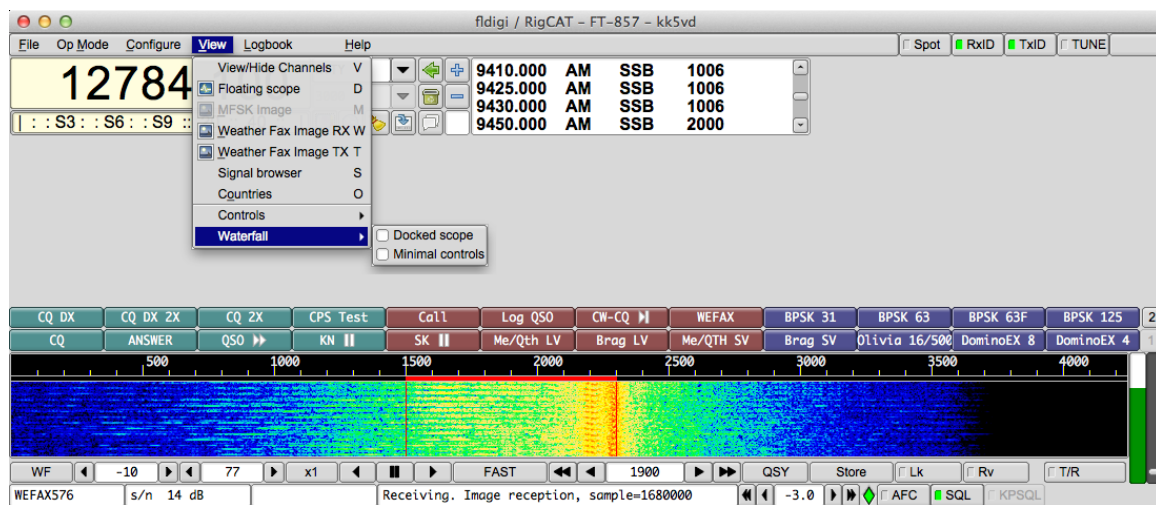 fldigi / RigCAT - FT-857 - kk5vd
File Op Mode Configure View Logbook Help Spot RxID TxID TUNE
12784
| : : S3 : : S6 : : S9 ::
View/Hide Channels V
Floating scope D
MFSK Image M
Weather Fax Image RX W
Weather Fax Image TX T
Signal browser S
Countries O
Controls
Waterfall
Docked scope
Minimal controls
9410.000 AM SSB 1006
9425.000 AM SSB 1006
9430.000 AM SSB 1006
9450.000 AM SSB 2000
CQ DX CQ DX 2X CQ 2X CPS Test Call Log QSO CW-CQ WEFAX BPSK 31 BPSK 63 BPSK 63F BPSK 125 2
CQ ANSWER QSO KN SK Me/Qth LV Brag LV Me/QTH SV Brag SV Olivia 16/500 DominoEX 8 DominoEX 4 1
500 1000 1500 2000 2500 3000 3500 4000
WF -10 77 x1 FAST 1900 QSY Store Lk Rv T/R
WEFAX576 s/n 14 dB Receiving. Image reception, sample=1680000 -3.0 AFC SQL KPSQL